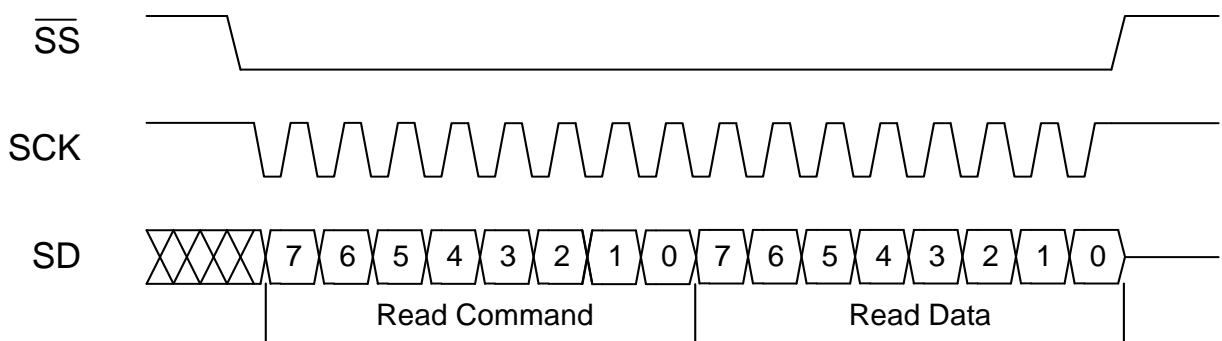 SS
SCK
SD 7 6 5 4 3 2 1 0 7 6 5 4 3 2 1 0
Read Command Read Data